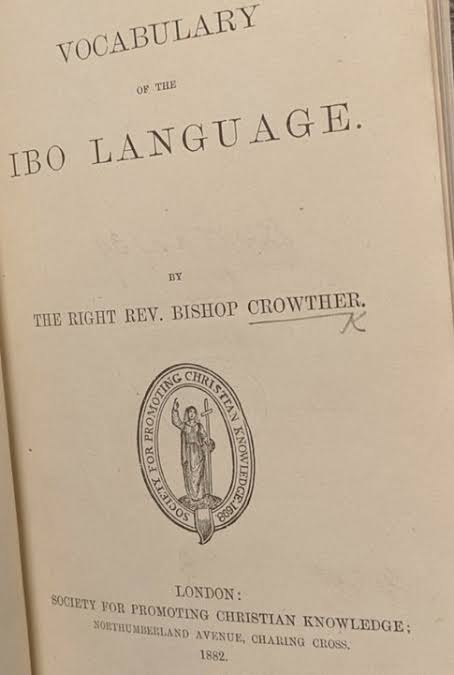 VOCABULARY
OF THE
IBO LANGUAGE.
BY
THE RIGHT REV. BISHOP CROWTHER.
K
SOCIETY FOR PROMOTING CHRISTIAN KNOWLEDGE. 1698
LONDON:
SOCIETY FOR PROMOTING CHRISTIAN KNOWLEDGE;
NORTHUMBERLAND AVENUE, CHARING CROSS.
1882.